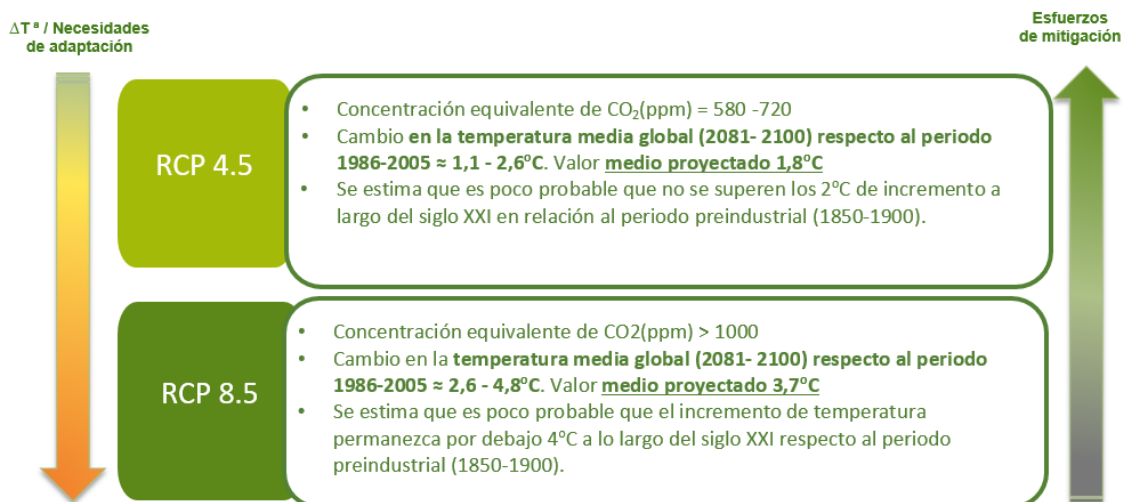 ΔTª / Necesidades
de adaptación
Esfuerzos
de mitigación
RCP 4.5
• Concentración equivalente de CO₂(ppm) = 580 -720
• Cambio en la temperatura media global (2081- 2100) respecto al periodo
1986-2005 ≈ 1,1 - 2,6ºC. Valor medio proyectado 1,8ºC
• Se estima que es poco probable que no se superen los 2ºC de incremento a
largo del siglo XXI en relación al periodo preindustrial (1850-1900).
RCP 8.5
• Concentración equivalente de CO2(ppm) > 1000
• Cambio en la temperatura media global (2081- 2100) respecto al periodo
1986-2005 ≈ 2,6 - 4,8ºC. Valor medio proyectado 3,7ºC
• Se estima que es poco probable que el incremento de temperatura
permanezca por debajo 4ºC a lo largo del siglo XXI respecto al periodo
preindustrial (1850-1900).